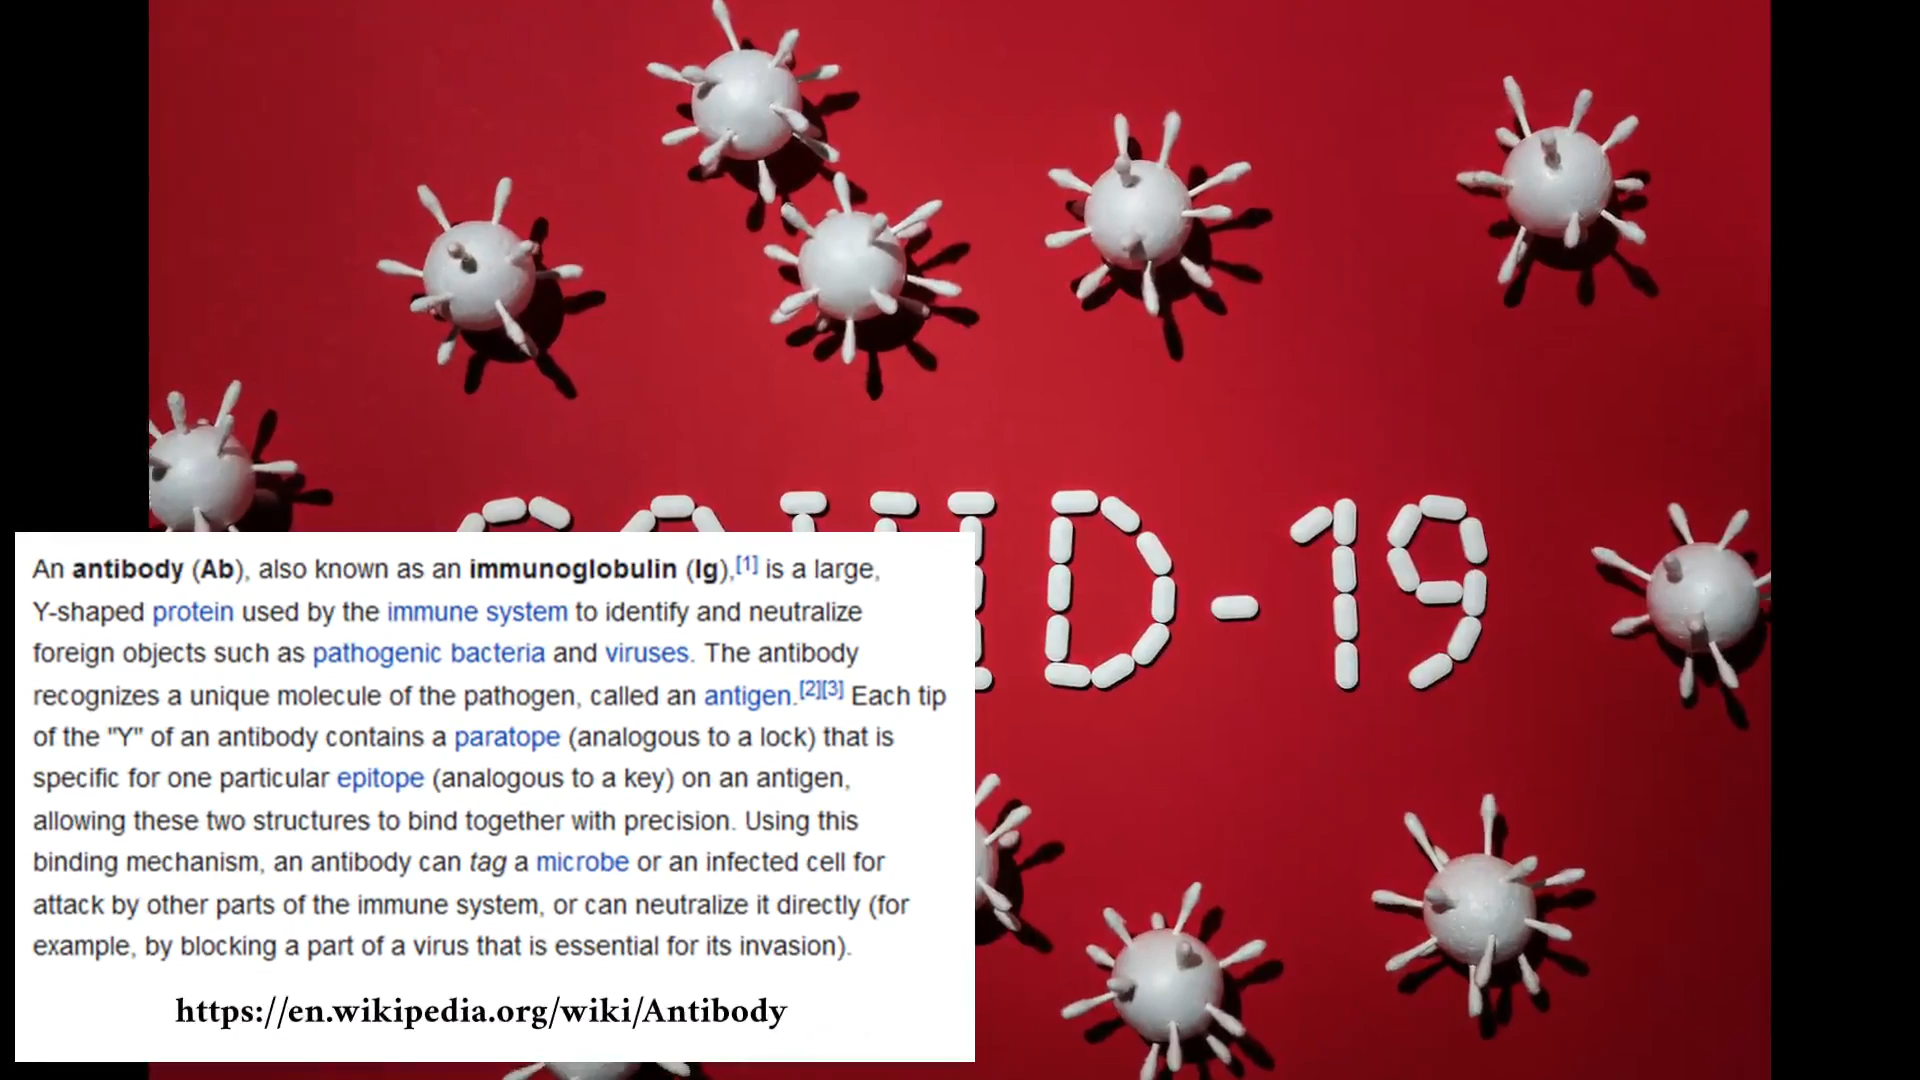 COVID-19
An antibody (Ab), also known as an immunoglobulin (Ig),[1] is a large,
Y-shaped protein used by the immune system to identify and neutralize
foreign objects such as pathogenic bacteria and viruses. The antibody
recognizes a unique molecule of the pathogen, called an antigen.[2][3] Each tip
of the "Y" of an antibody contains a paratope (analogous to a lock) that is
specific for one particular epitope (analogous to a key) on an antigen,
allowing these two structures to bind together with precision. Using this
binding mechanism, an antibody can tag a microbe or an infected cell for
attack by other parts of the immune system, or can neutralize it directly (for
example, by blocking a part of a virus that is essential for its invasion).
https://en.wikipedia.org/wiki/Antibody